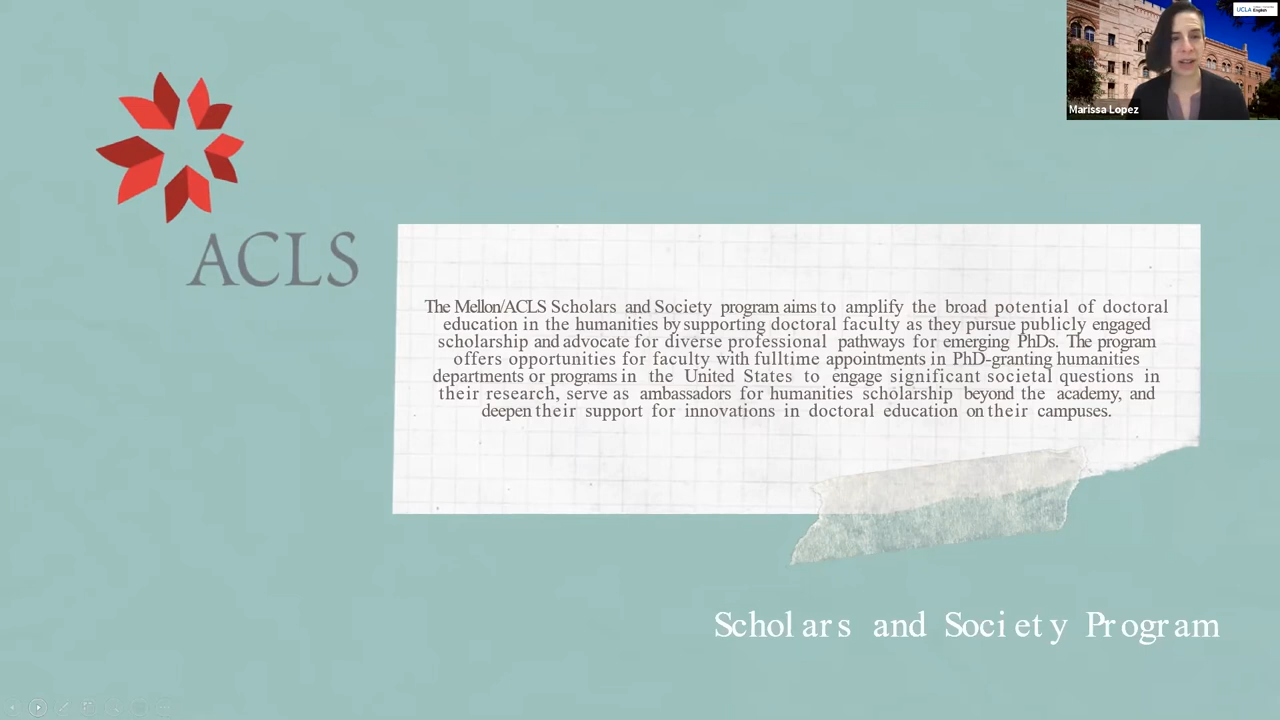 UCLA English
Marissa Lopez
ACLS
The Mellon/ACLS Scholars and Society program aims to amplify the broad potential of doctoral
education in the humanities by supporting doctoral faculty as they pursue publicly engaged
scholarship and advocate for diverse professional pathways for emerging PhDs. The program
offers opportunities for faculty with fulltime appointments in PhD-granting humanities
departments or programs in the United States to engage significant societal questions in
their research, serve as ambassadors for humanities scholarship beyond the academy, and
deepen their support for innovations in doctoral education on their campuses.
Scholars and Society Program